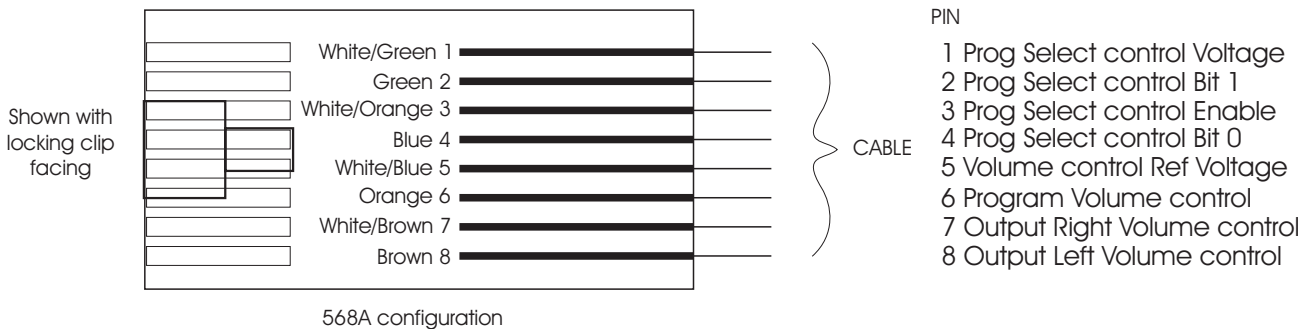 Shown with
locking clip
facing
White/Green 1
Green 2
White/Orange 3
Blue 4
White/Blue 5
Orange 6
White/Brown 7
Brown 8
568A configuration
CABLE
PIN
1 Prog Select control Voltage
2 Prog Select control Bit 1
3 Prog Select control Enable
4 Prog Select control Bit 0
5 Volume control Ref Voltage
6 Program Volume control
7 Output Right Volume control
8 Output Left Volume control